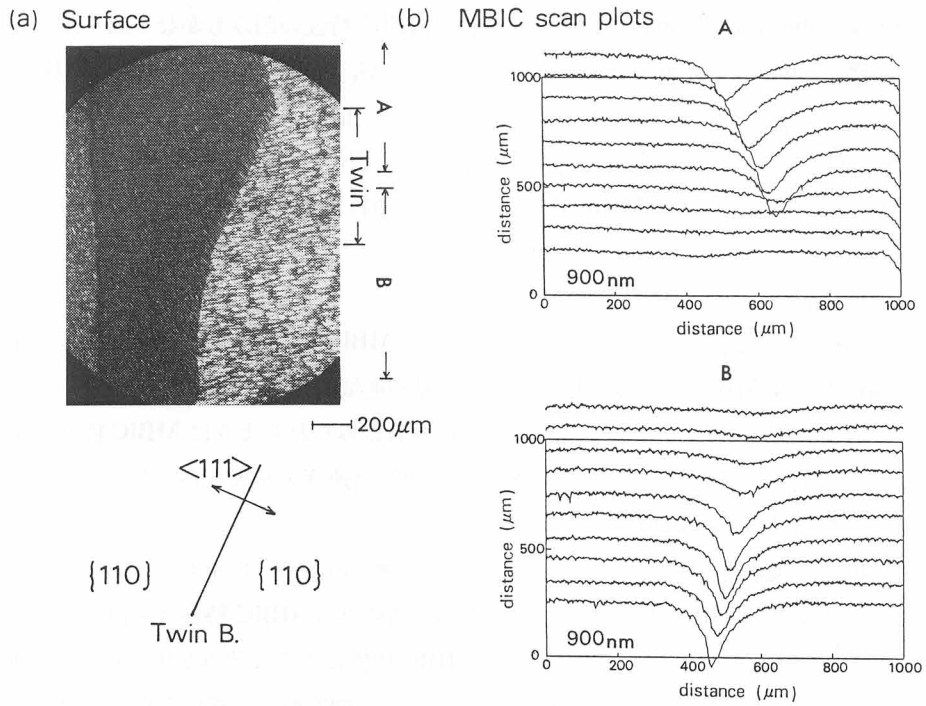 (a) Surface
A
Twin
B
200μm
<111>
{110} {110}
Twin B.
(b) MBIC scan plots
A
1000
500
0
distance (μm)
900nm
0 200 400 600 800 1000
distance (μm)
B
1000
500
0
distance (μm)
900nm
0 200 400 600 800 1000
distance (μm)